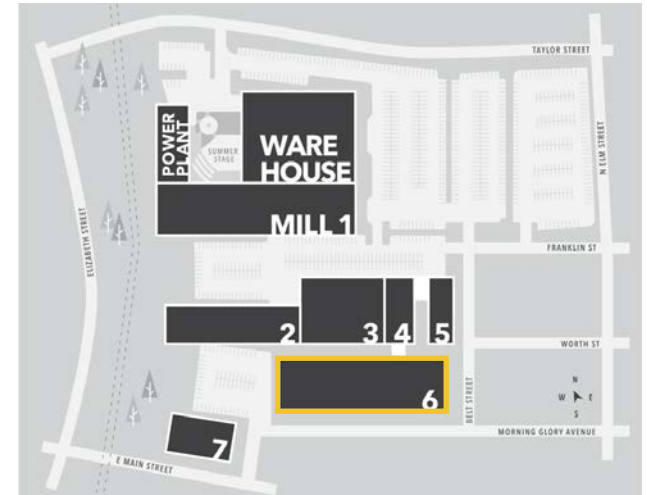 TAYLOR STREET
POWER
PLANT
SUMMER
STAGE
WARE
HOUSE
N ELM STREET
MILL 1
ELIZABETH STREET
FRANKLIN ST
2
3
4
5
WORTH ST
6
BELT STREET
N
W E
S
7
MORNING GLORY AVENUE
E MAIN STREET